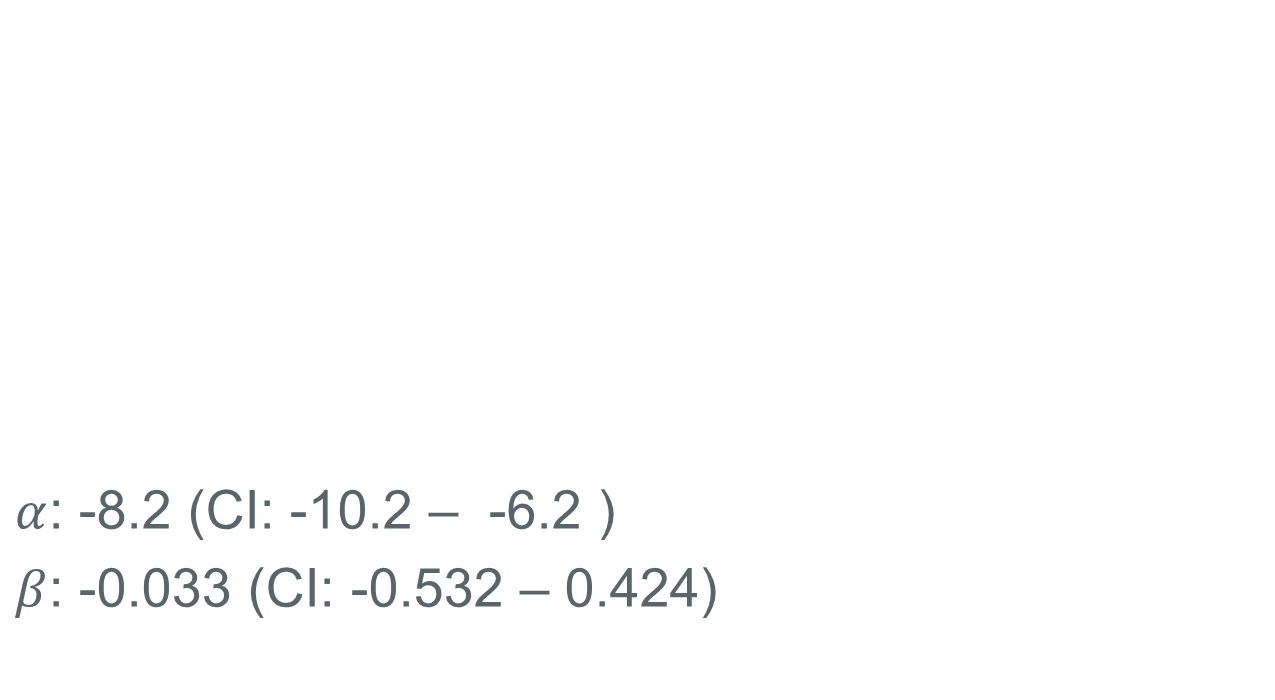 α: -8.2 (CI: -10.2 –  -6.2 )
β: -0.033 (CI: -0.532 – 0.424)